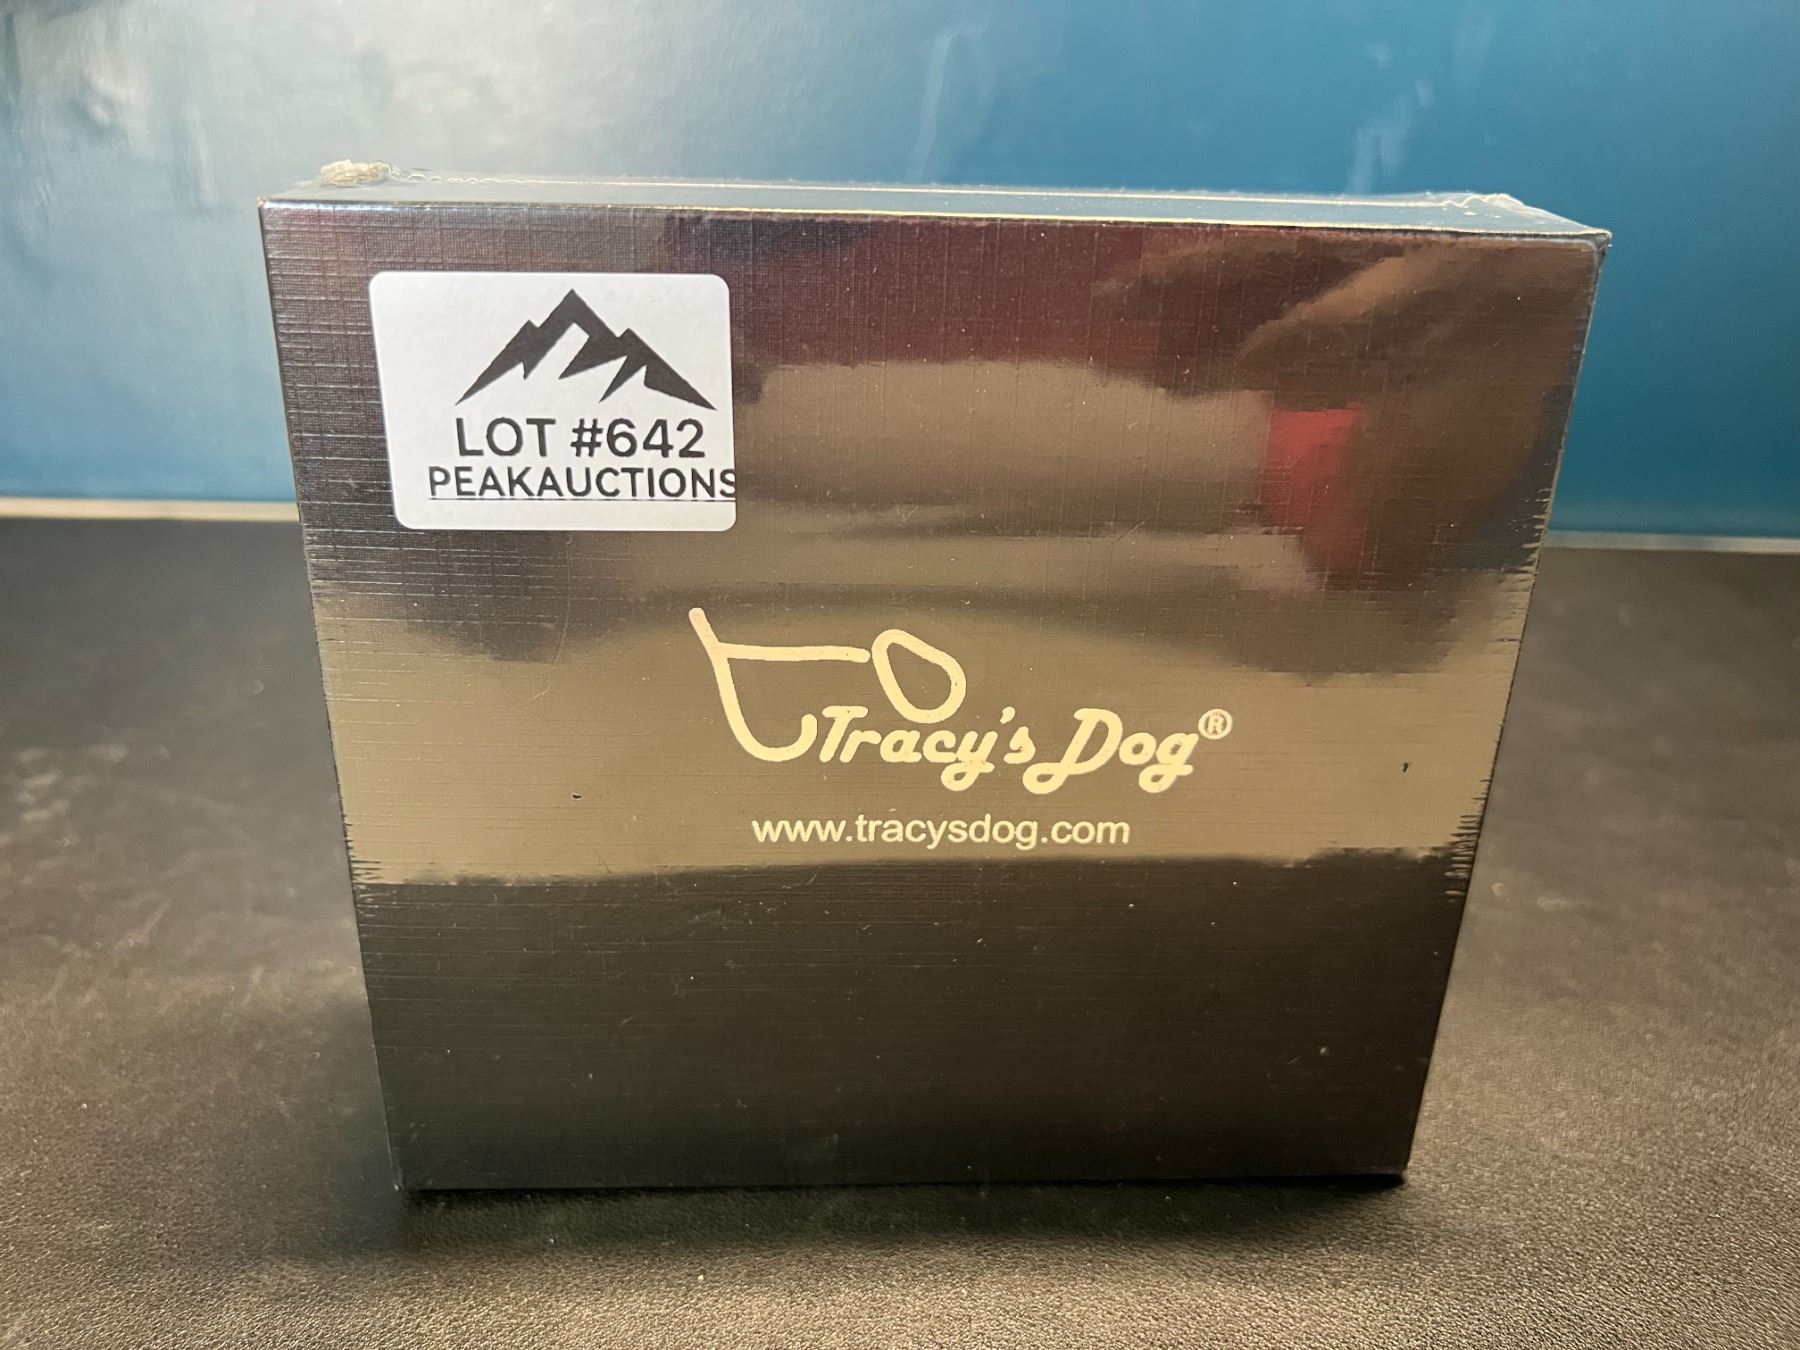 LOT #642
PEAKAUCTIONS
Tracy's Dog®
www.tracysdog.com